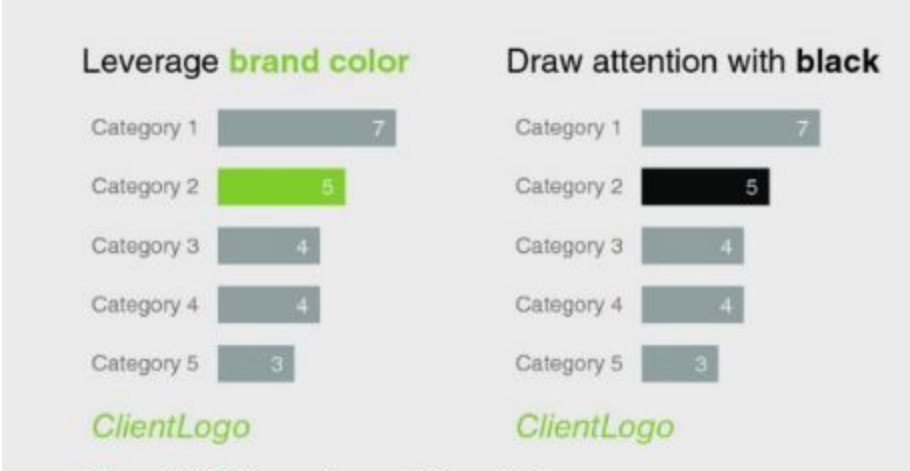 Leverage brand color
Category 1 7
Category 2 5
Category 3 4
Category 4 4
Category 5 3
ClientLogo
Draw attention with black
Category 1 7
Category 2 5
Category 3 4
Category 4 4
Category 5 3
ClientLogo